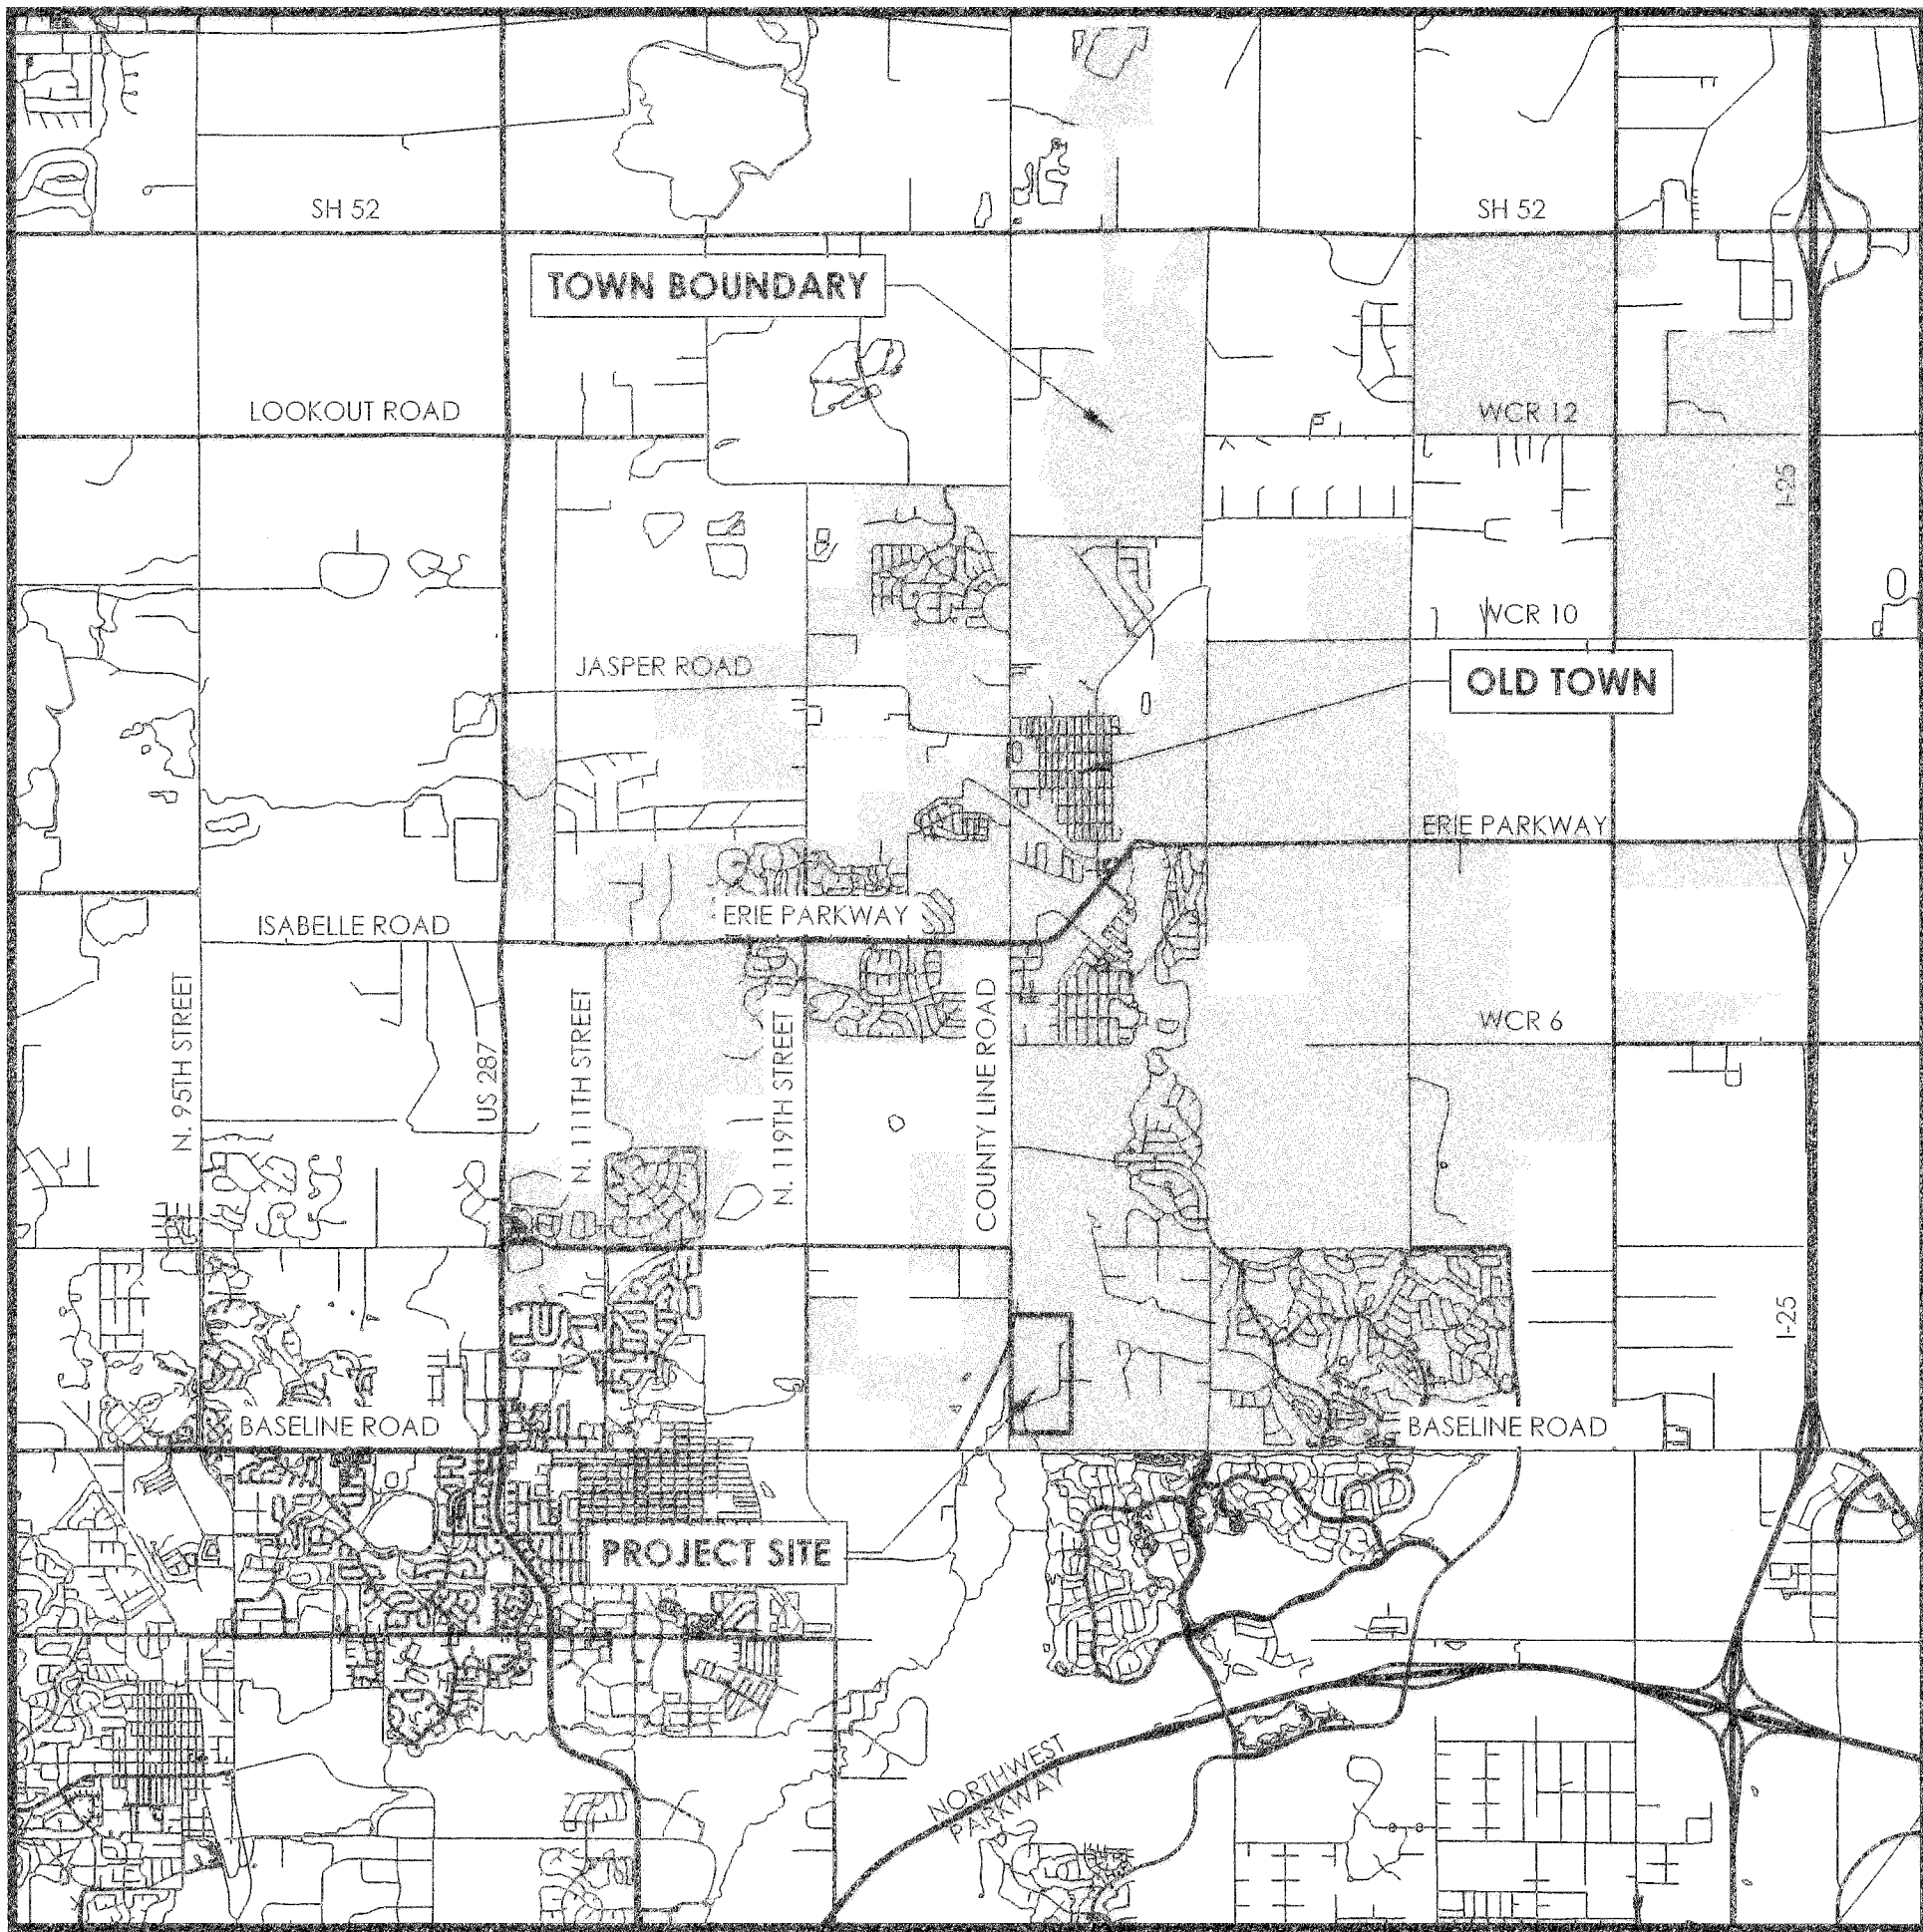 SH 52
SH 52
TOWN BOUNDARY
LOOKOUT ROAD
WCR 12
I-25
WCR 10
JASPER ROAD
OLD TOWN
ERIE PARKWAY
ERIE PARKWAY
ISABELLE ROAD
N. 95TH STREET
US 287
N. 111TH STREET
N. 119TH STREET
COUNTY LINE ROAD
WCR 6
I-25
BASELINE ROAD
BASELINE ROAD
PROJECT SITE
NORTHWEST
PARKWAY